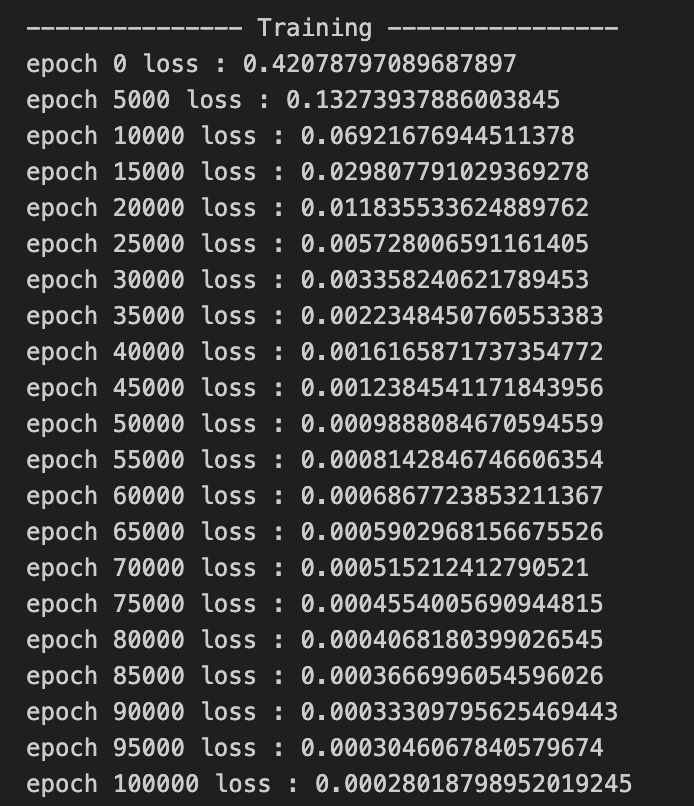 --------------- Training ----------------
epoch 0 loss : 0.42078797089687897
epoch 5000 loss : 0.13273937886003845
epoch 10000 loss : 0.06921676944511378
epoch 15000 loss : 0.029807791029369278
epoch 20000 loss : 0.011835533624889762
epoch 25000 loss : 0.005728006591161405
epoch 30000 loss : 0.003358240621789453
epoch 35000 loss : 0.0022348450760553383
epoch 40000 loss : 0.0016165871737354772
epoch 45000 loss : 0.0012384541171843956
epoch 50000 loss : 0.0009888084670594559
epoch 55000 loss : 0.0008142846746606354
epoch 60000 loss : 0.0006867723853211367
epoch 65000 loss : 0.0005902968156675526
epoch 70000 loss : 0.000515212412790521
epoch 75000 loss : 0.0004554005690944815
epoch 80000 loss : 0.0004068180399026545
epoch 85000 loss : 0.0003666996054596026
epoch 90000 loss : 0.00033309795625469443
epoch 95000 loss : 0.0003046067840579674
epoch 100000 loss : 0.00028018798952019245